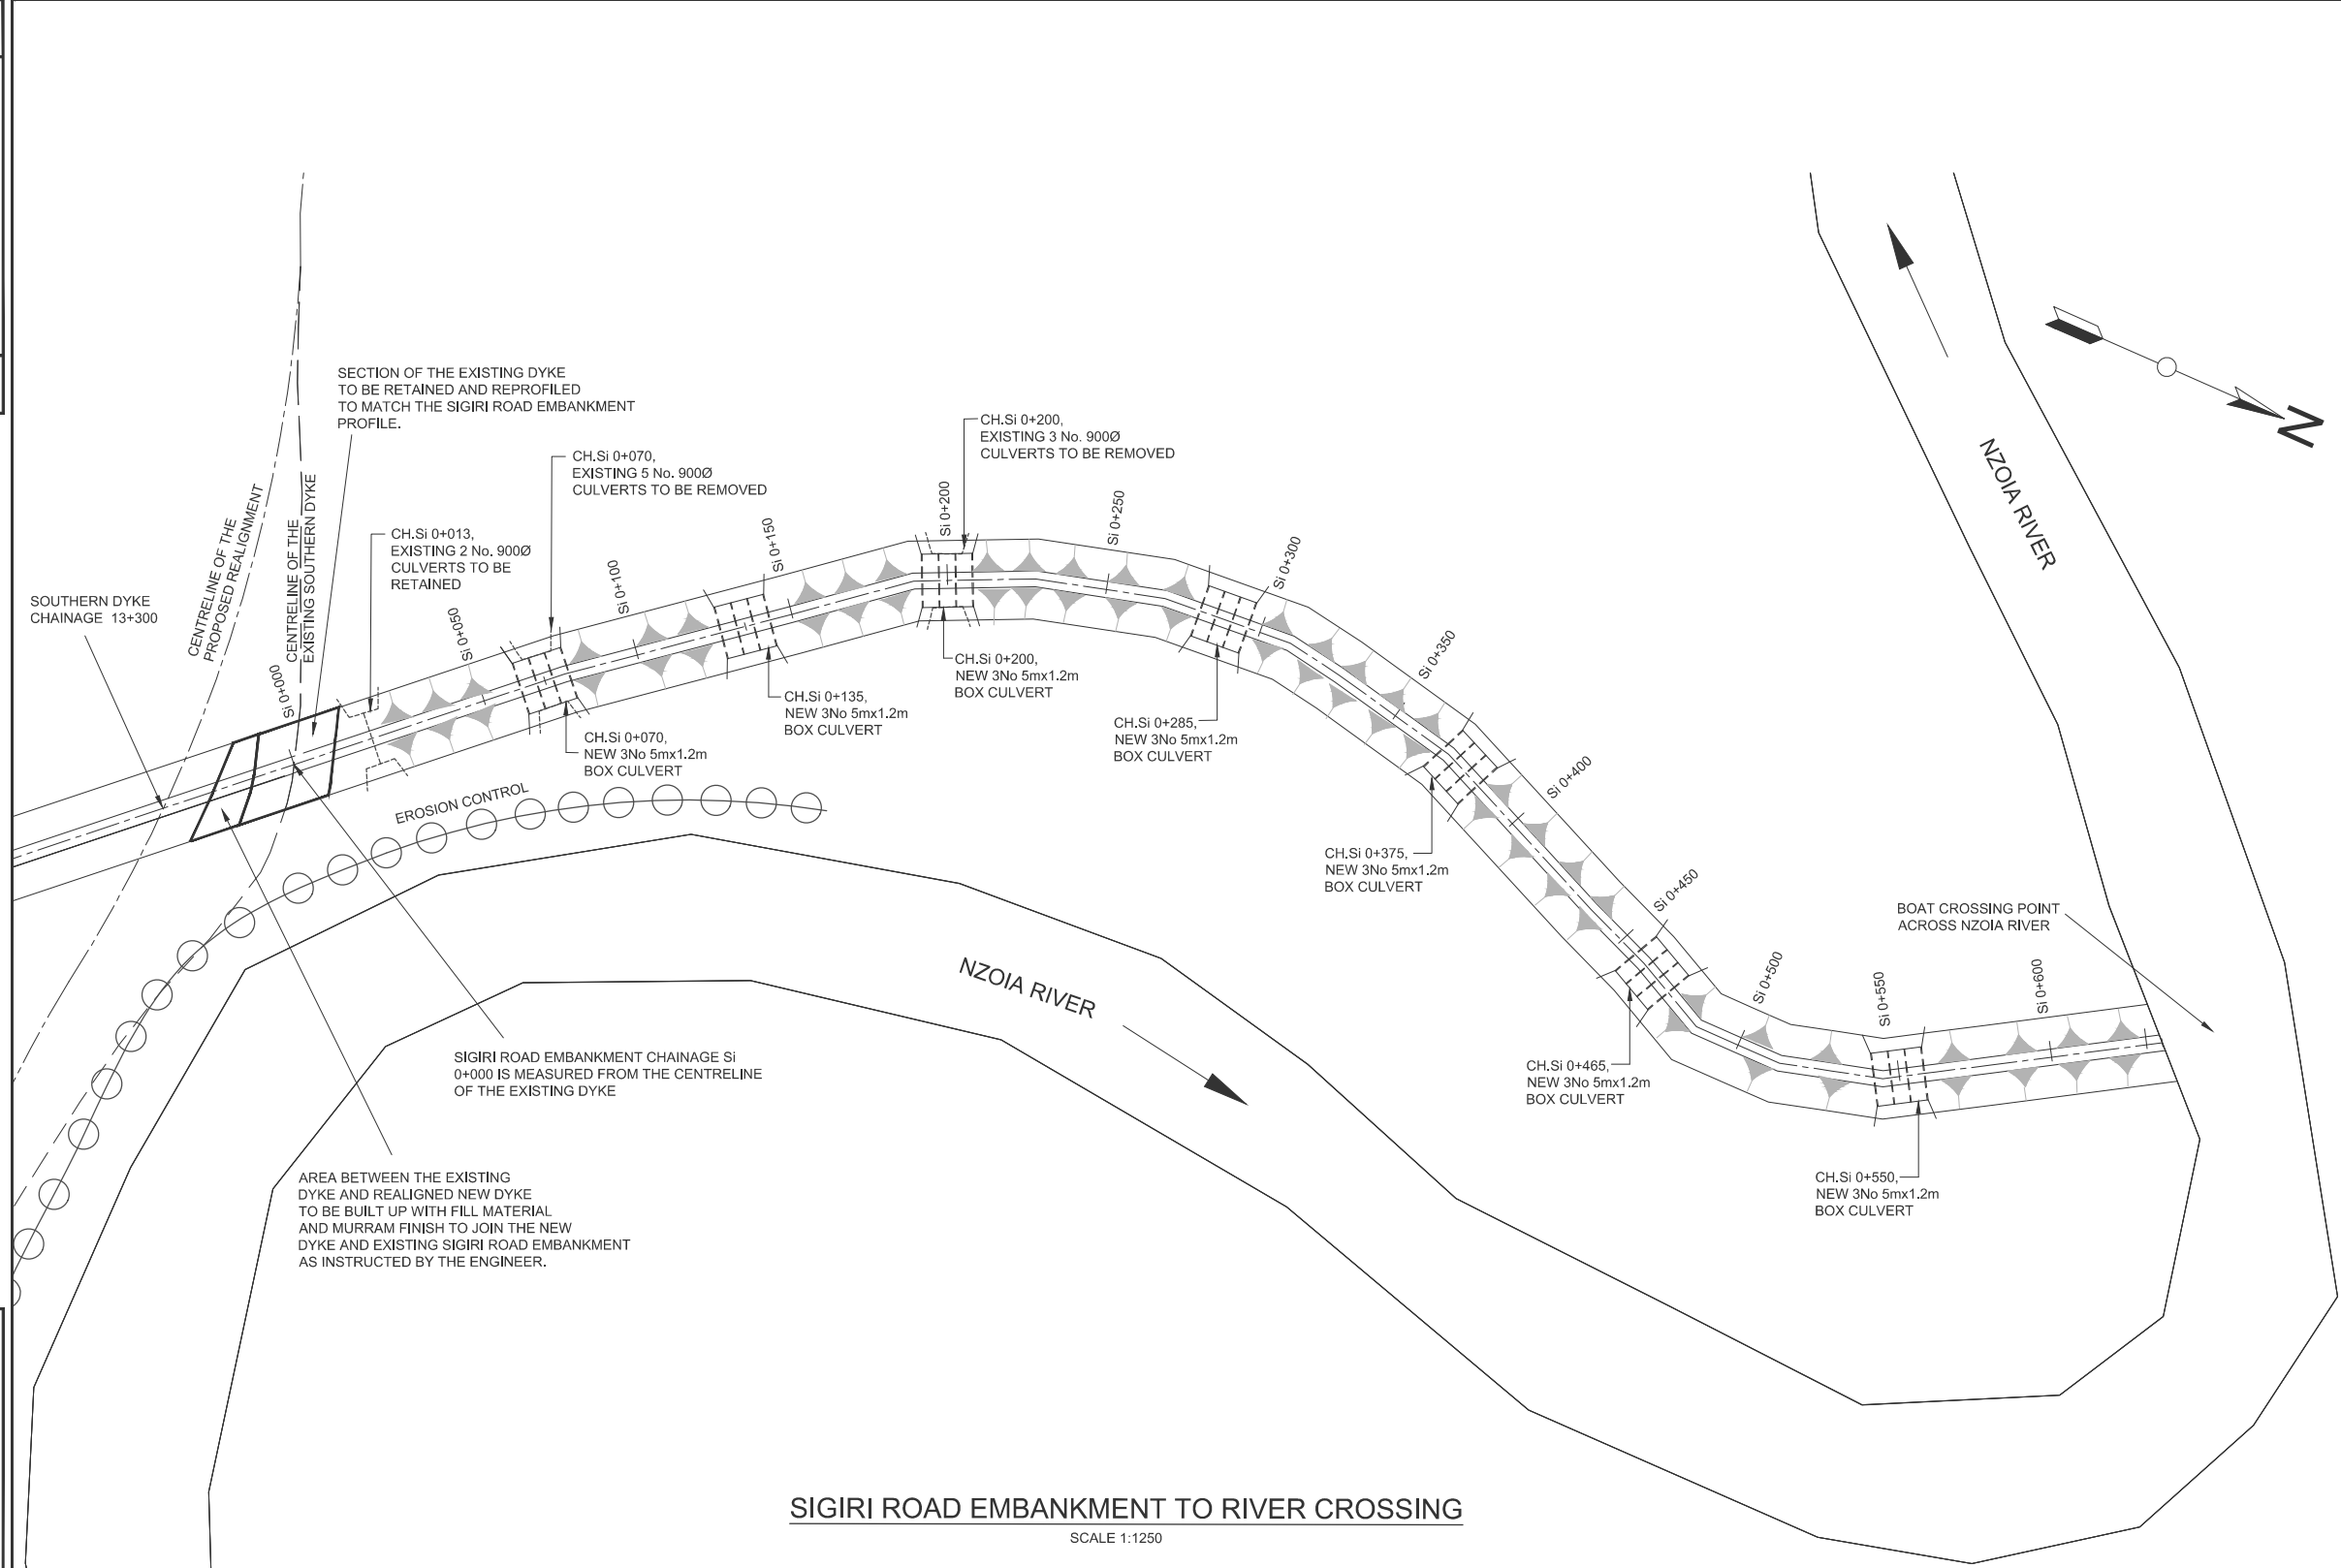 SECTION OF THE EXISTING DYKE
TO BE RETAINED AND REPROFILED
TO MATCH THE SIGIRI ROAD EMBANKMENT
PROFILE.
CH.Si 0+070,
EXISTING 5 No. 900Ø
CULVERTS TO BE REMOVED
CH.Si 0+200,
EXISTING 3 No. 900Ø
CULVERTS TO BE REMOVED
CH.Si 0+013,
EXISTING 2 No. 900Ø
CULVERTS TO BE
RETAINED
SOUTHERN DYKE
CHAINAGE 13+300
CENTRELINE OF THE
PROPOSED REALIGNMENT
CENTRELINE OF THE
EXISTING SOUTHERN DYKE
Si 0+000
Si 0+050
Si 0+100
Si 0+150
Si 0+200
Si 0+250
Si 0+300
Si 0+350
Si 0+400
Si 0+450
Si 0+500
Si 0+550
Si 0+600
CH.Si 0+070,
NEW 3No 5mx1.2m
BOX CULVERT
CH.Si 0+135,
NEW 3No 5mx1.2m
BOX CULVERT
CH.Si 0+200,
NEW 3No 5mx1.2m
BOX CULVERT
CH.Si 0+285,
NEW 3No 5mx1.2m
BOX CULVERT
CH.Si 0+375,
NEW 3No 5mx1.2m
BOX CULVERT
CH.Si 0+465,
NEW 3No 5mx1.2m
BOX CULVERT
CH.Si 0+550,
NEW 3No 5mx1.2m
BOX CULVERT
N
NZOIA RIVER
BOAT CROSSING POINT
ACROSS NZOIA RIVER
EROSION CONTROL
NZOIA RIVER
SIGIRI ROAD EMBANKMENT CHAINAGE Si
0+000 IS MEASURED FROM THE CENTRELINE
OF THE EXISTING DYKE
AREA BETWEEN THE EXISTING
DYKE AND REALIGNED NEW DYKE
TO BE BUILT UP WITH FILL MATERIAL
AND MURRAM FINISH TO JOIN THE NEW
DYKE AND EXISTING SIGIRI ROAD EMBANKMENT
AS INSTRUCTED BY THE ENGINEER.
SIGIRI ROAD EMBANKMENT TO RIVER CROSSING
SCALE 1:1250